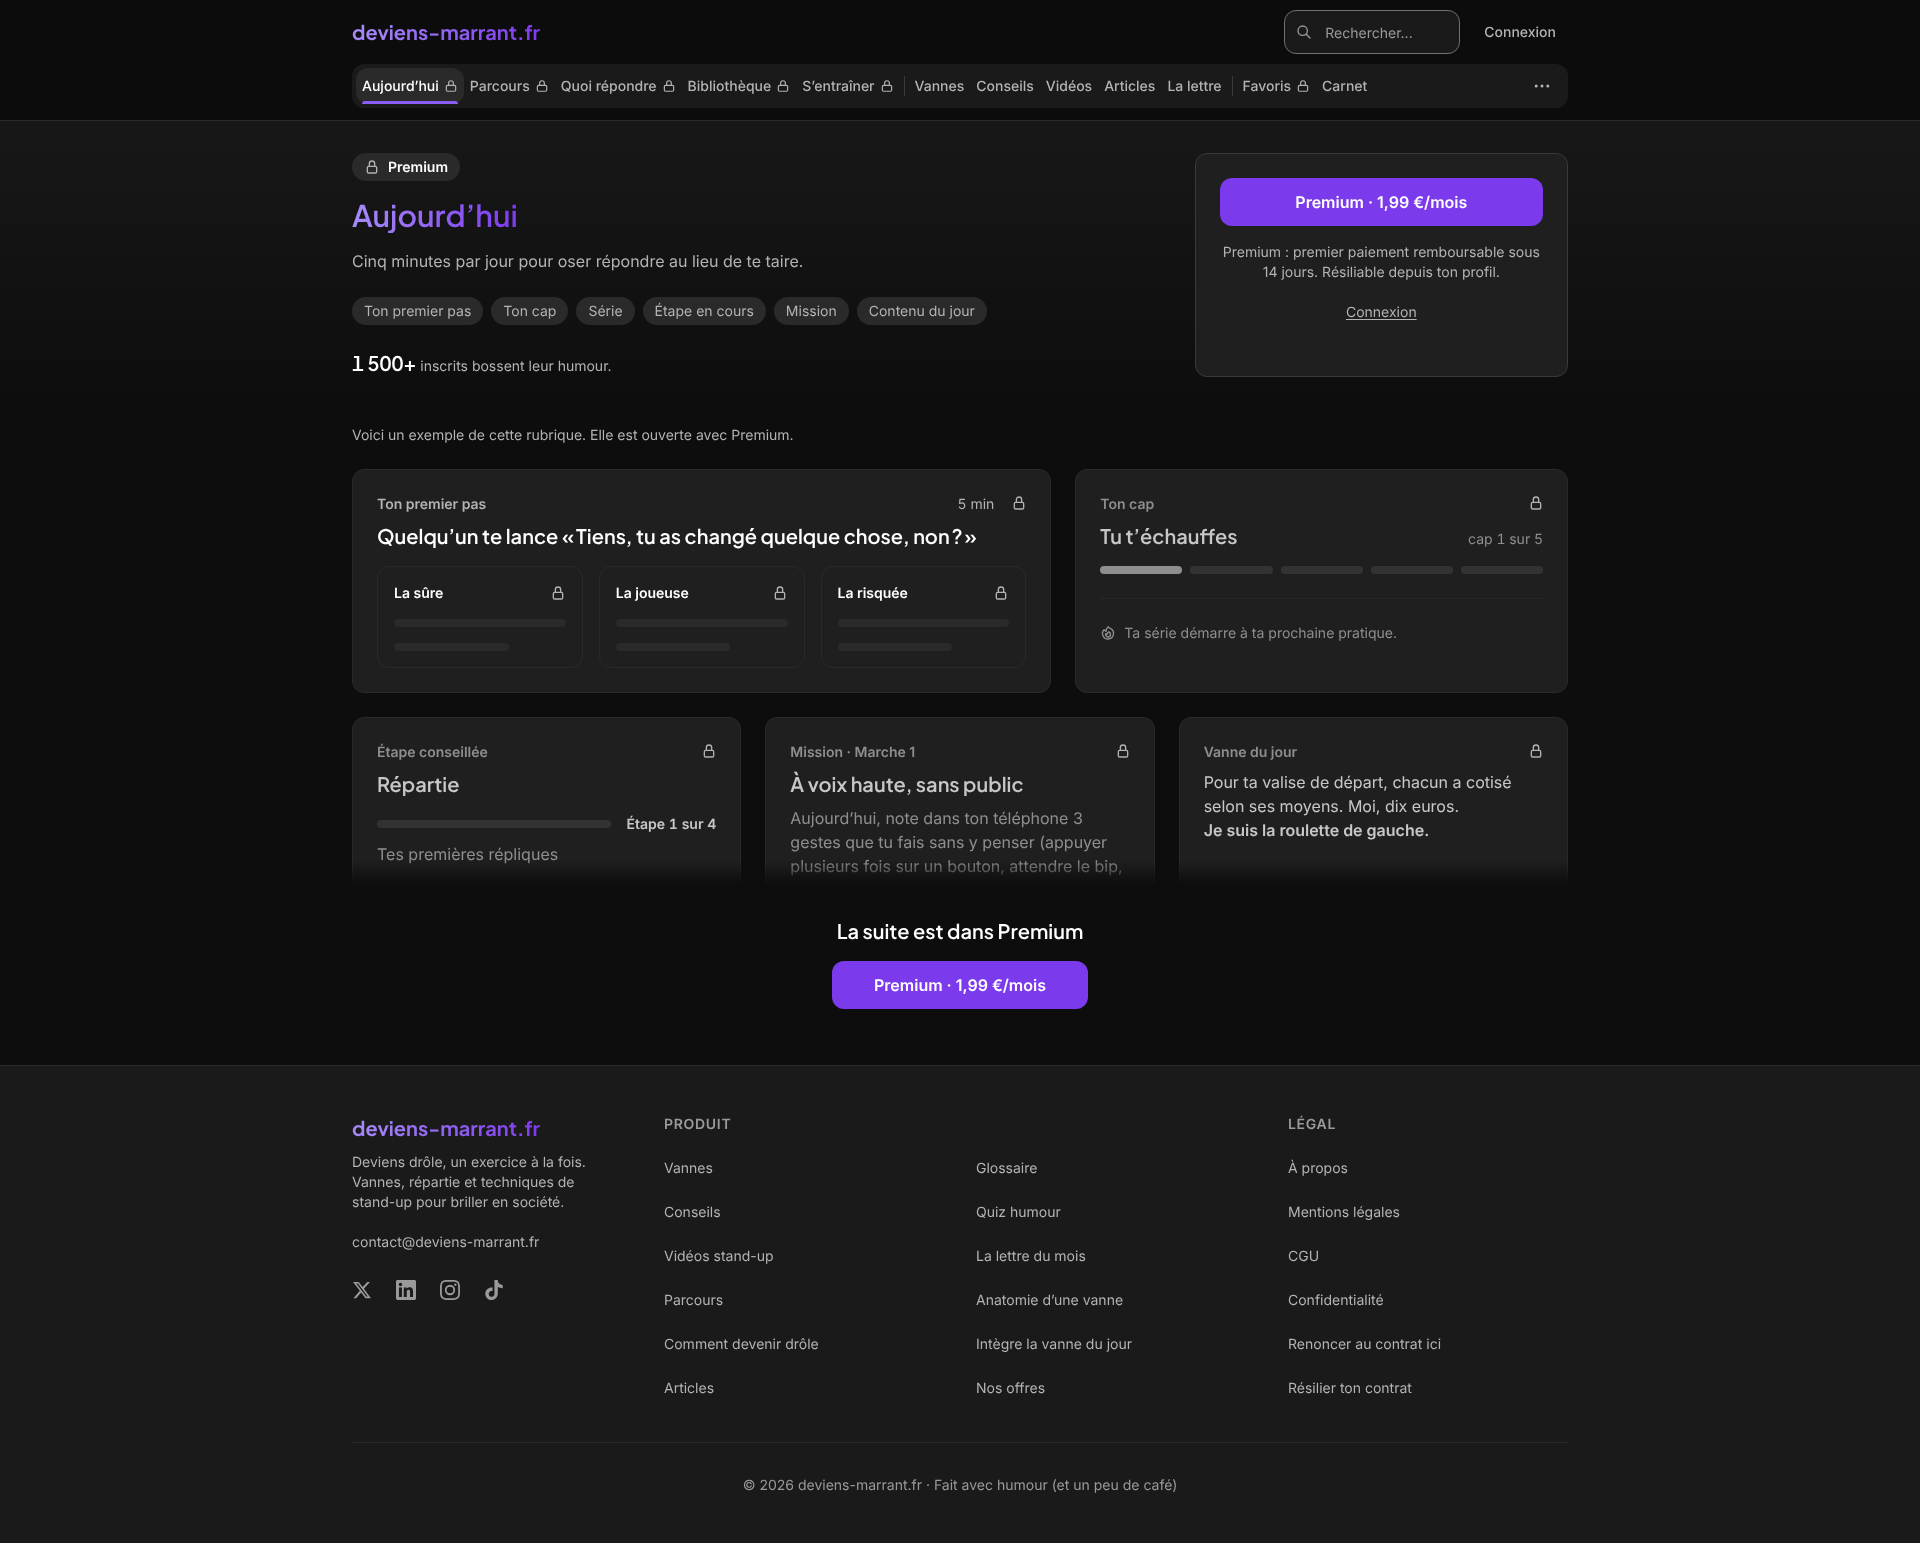 deviens-marrant.fr
Rechercher...
Connexion
Aujourd’hui
Parcours
Quoi répondre
Bibliothèque
S’entraîner
Vannes
Conseils
Vidéos
Articles
La lettre
Favoris
Carnet
Premium
Aujourd’hui
Cinq minutes par jour pour oser répondre au lieu de te taire.
Ton premier pas
Ton cap
Série
Étape en cours
Mission
Contenu du jour
1 500+ inscrits bossent leur humour.
Premium · 1,99 €/mois
Premium : premier paiement remboursable sous
14 jours. Résiliable depuis ton profil.
Connexion
Voici un exemple de cette rubrique. Elle est ouverte avec Premium.
Ton premier pas
5 min
Quelqu’un te lance « Tiens, tu as changé quelque chose, non ? »
La sûre
La joueuse
La risquée
Ton cap
Tu t’échauffes
cap 1 sur 5
Ta série démarre à ta prochaine pratique.
Étape conseillée
Répartie
Étape 1 sur 4
Tes premières répliques
Mission · Marche 1
À voix haute, sans public
Aujourd’hui, note dans ton téléphone 3
gestes que tu fais sans y penser (appuyer
plusieurs fois sur un bouton, attendre le bip,
Vanne du jour
Pour ta valise de départ, chacun a cotisé
selon ses moyens. Moi, dix euros.
Je suis la roulette de gauche.
La suite est dans Premium
Premium · 1,99 €/mois
deviens-marrant.fr
Deviens drôle, un exercice à la fois.
Vannes, répartie et techniques de
stand-up pour briller en société.
contact@deviens-marrant.fr
PRODUIT
Vannes
Conseils
Vidéos stand-up
Parcours
Comment devenir drôle
Articles
Glossaire
Quiz humour
La lettre du mois
Anatomie d’une vanne
Intègre la vanne du jour
Nos offres
LÉGAL
À propos
Mentions légales
CGU
Confidentialité
Renoncer au contrat ici
Résilier ton contrat
© 2026 deviens-marrant.fr · Fait avec humour (et un peu de café)